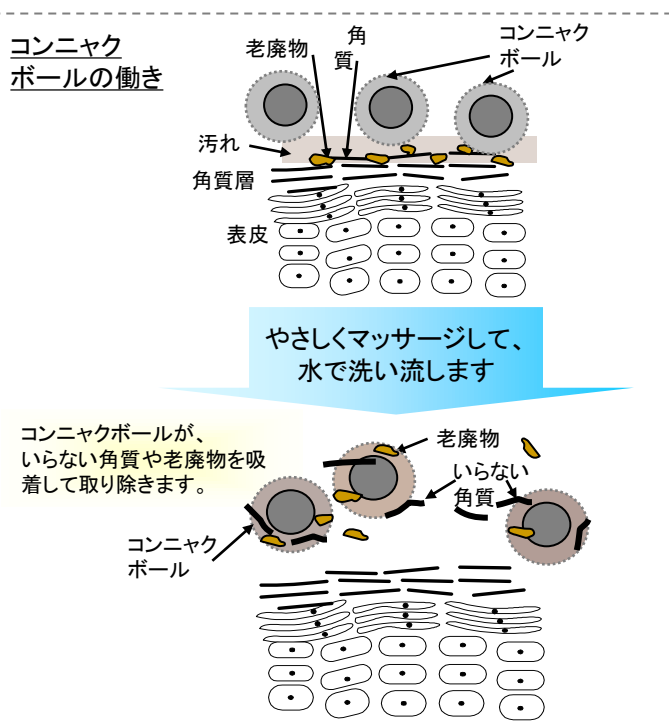 コンニャク
ボールの働き
老廃物
角
質
コンニャク
ボール
汚れ
角質層
表皮
やさしくマッサージして、
水で洗い流します
コンニャクボールが、
いらない角質や老廃物を吸
着して取り除きます。
老廃物
いらない
角質
コンニャク
ボール